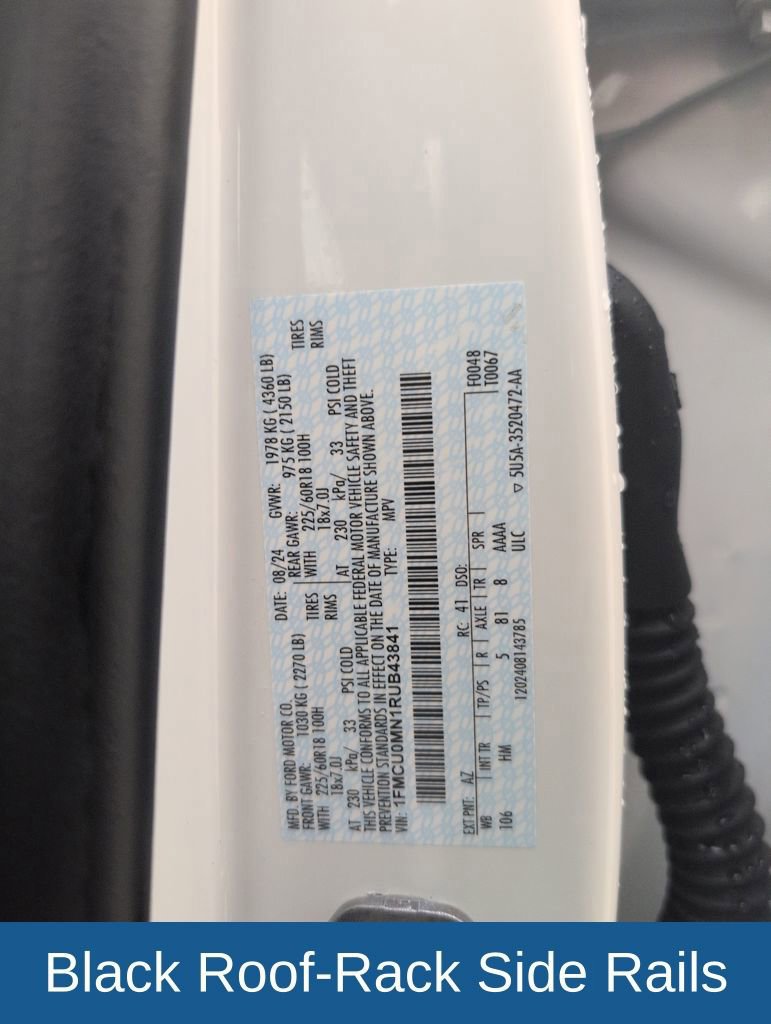 MFD. BY FORD MOTOR CO. DATE: 08/24 GVWR: 1978 KG ( 4360 LB)
FRONT GAWR: 1030 KG ( 2270 LB) REAR GAWR: 975 KG ( 2150 LB)
WITH 225/60R18 100H TIRES WITH 225/60R18 100H TIRES
18x7.0J RIMS 18x7.0J RIMS
AT 230 kPa/ 33 PSI COLD AT 230 kPa/ 33 PSI COLD
THIS VEHICLE CONFORMS TO ALL APPLICABLE FEDERAL MOTOR VEHICLE SAFETY AND THEFT
PREVENTION STANDARDS IN EFFECT ON THE DATE OF MANUFACTURE SHOWN ABOVE.
VIN: 1FMCU0MN1RUB43841 TYPE: MPV
EXT PNT: AZ RC: 41 DSO: F0048
WB INT TR TP/PS R AXLE TR SPR T0067
106 HM 5 81 8 AAAA
1202408143785 ULC ▽ 5U5A-3520472-AA
Black Roof-Rack Side Rails